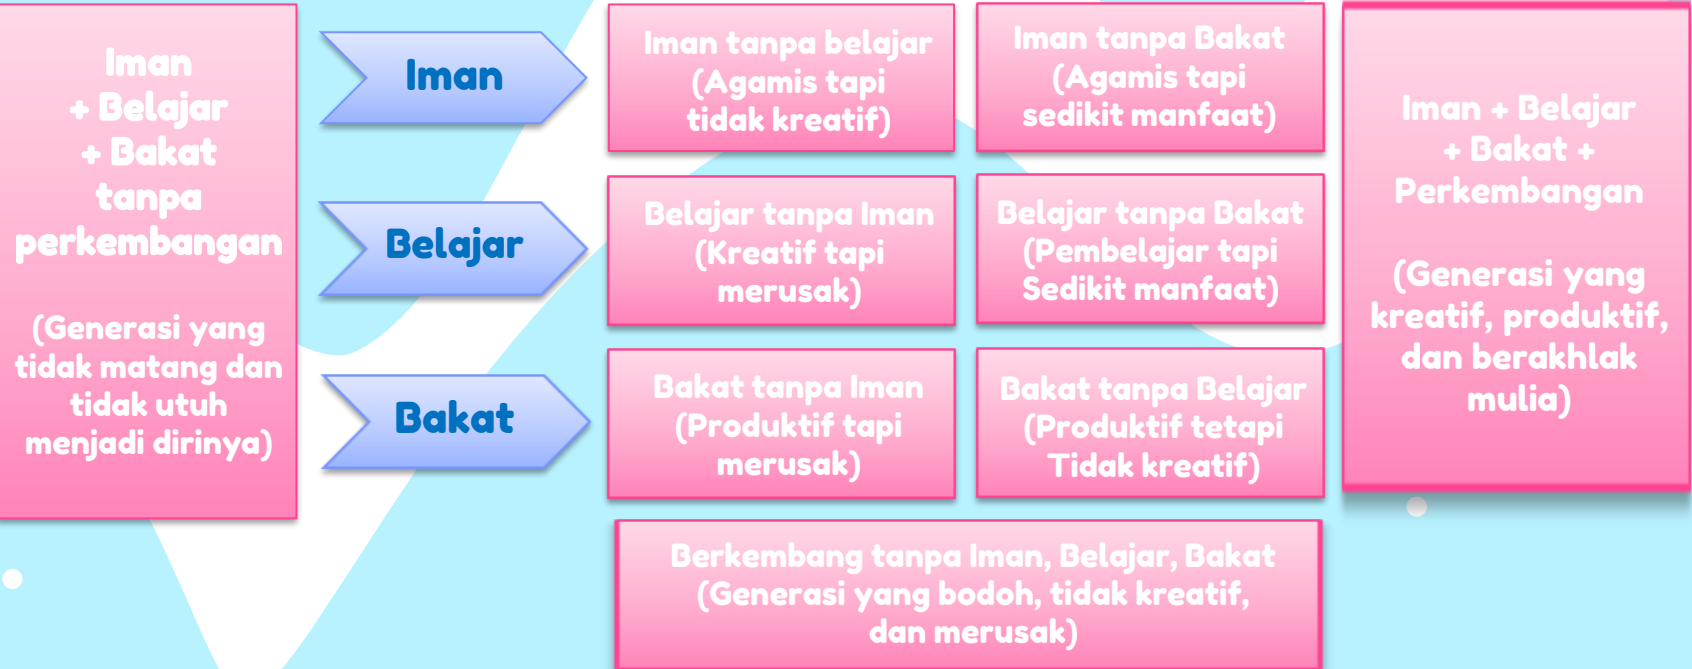 Iman
+ Belajar
+ Bakat
tanpa
perkembangan
(Generasi yang
tidak matang dan
tidak utuh
menjadi dirinya)
Iman
Iman tanpa belajar
(Agamis tapi
tidak kreatif)
Iman tanpa Bakat
(Agamis tapi
sedikit manfaat)
Belajar
Belajar tanpa Iman
(Kreatif tapi
merusak)
Belajar tanpa Bakat
(Pembelajar tapi
Sedikit manfaat)
Bakat
Bakat tanpa Iman
(Produktif tapi
merusak)
Bakat tanpa Belajar
(Produktif tetapi
Tidak kreatif)
Berkembang tanpa Iman, Belajar, Bakat
(Generasi yang bodoh, tidak kreatif,
dan merusak)
Iman + Belajar
+ Bakat +
Perkembangan
(Generasi yang
kreatif, produktif,
dan berakhlak
mulia)